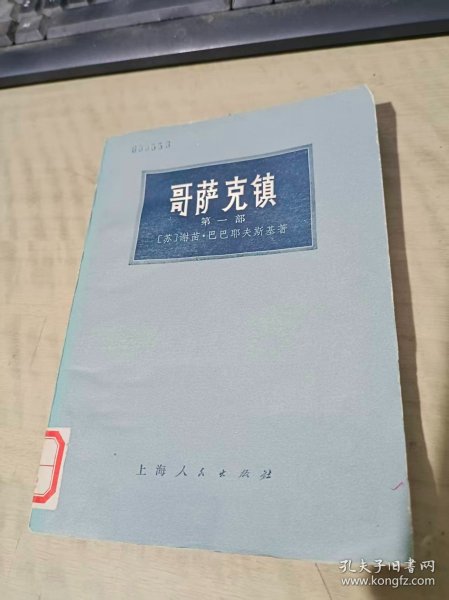 哥萨克镇
第一部
[苏]谢苗·巴巴耶夫斯基著
上海人民出版社
孔夫子旧书网
www.kongfz.com